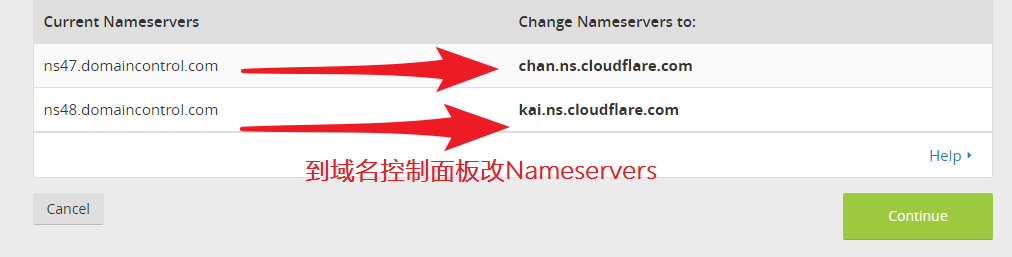 Current Nameservers Change Nameservers to:
ns47.domaincontrol.com chan.ns.cloudflare.com
ns48.domaincontrol.com kai.ns.cloudflare.com
Help
到域名控制面板改Nameservers
Cancel Continue